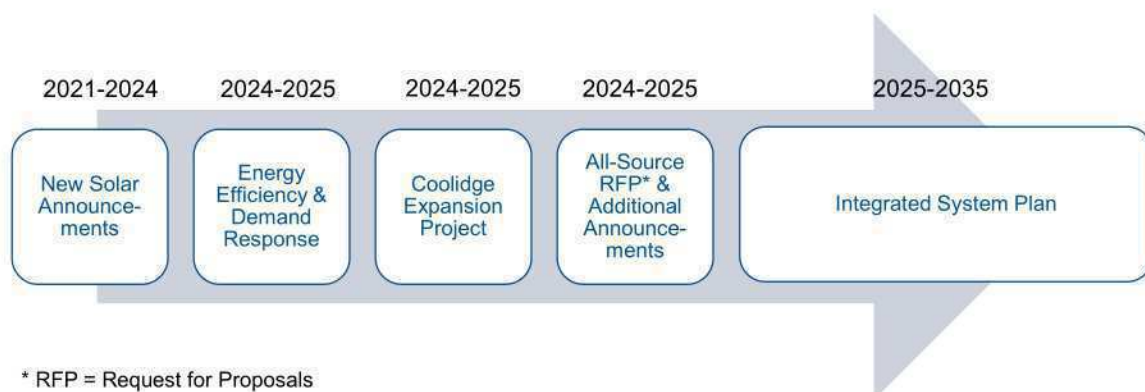 2021-2024
2024-2025
2024-2025
2024-2025
2025-2035
New Solar
Announce-
ments
Energy
Efficiency &
Demand
Response
Coolidge
Expansion
Project
All-Source
RFP* &
Additional
Announce-
ments
Integrated System Plan
* RFP = Request for Proposals